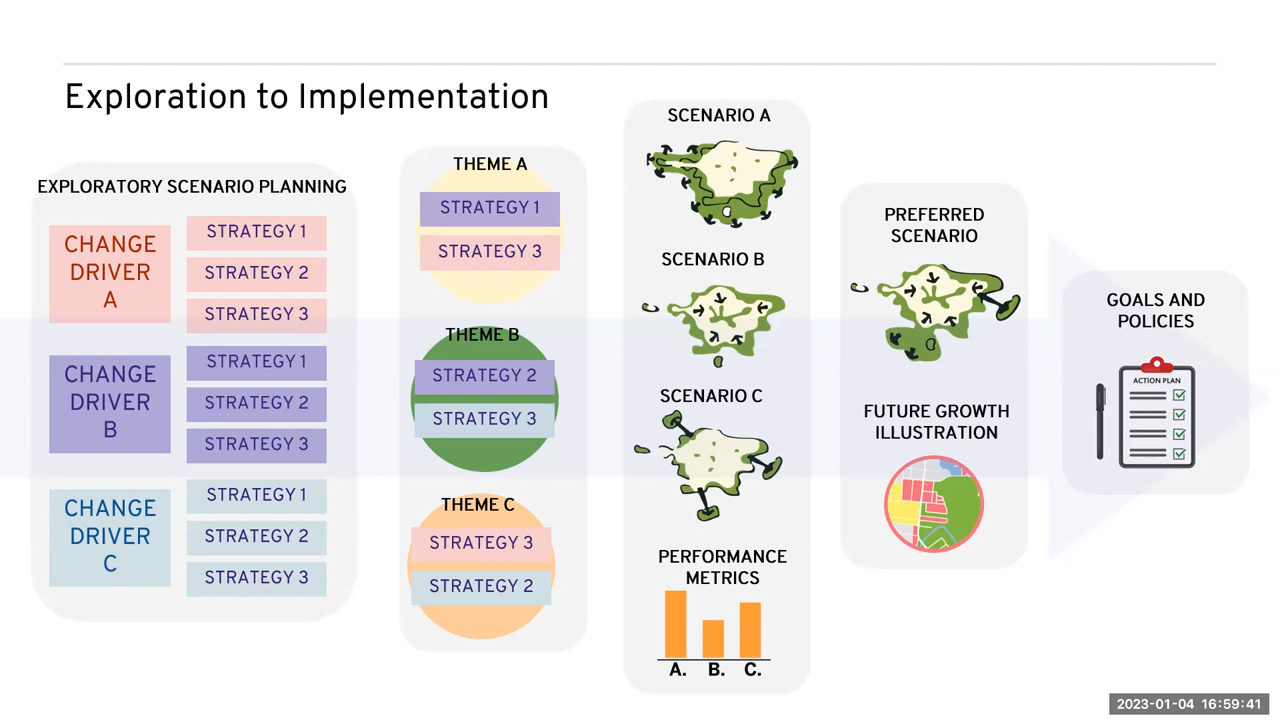 Exploration to Implementation
EXPLORATORY SCENARIO PLANNING
CHANGE
DRIVER
A
STRATEGY 1
STRATEGY 2
STRATEGY 3
CHANGE
DRIVER
B
STRATEGY 1
STRATEGY 2
STRATEGY 3
CHANGE
DRIVER
C
STRATEGY 1
STRATEGY 2
STRATEGY 3
THEME A
STRATEGY 1
STRATEGY 3
THEME B
STRATEGY 2
STRATEGY 3
THEME C
STRATEGY 3
STRATEGY 2
SCENARIO A
SCENARIO B
SCENARIO C
PERFORMANCE
METRICS
A. B. C.
PREFERRED
SCENARIO
FUTURE GROWTH
ILLUSTRATION
GOALS AND
POLICIES
ACTION PLAN
2023-01-04 16:59:41